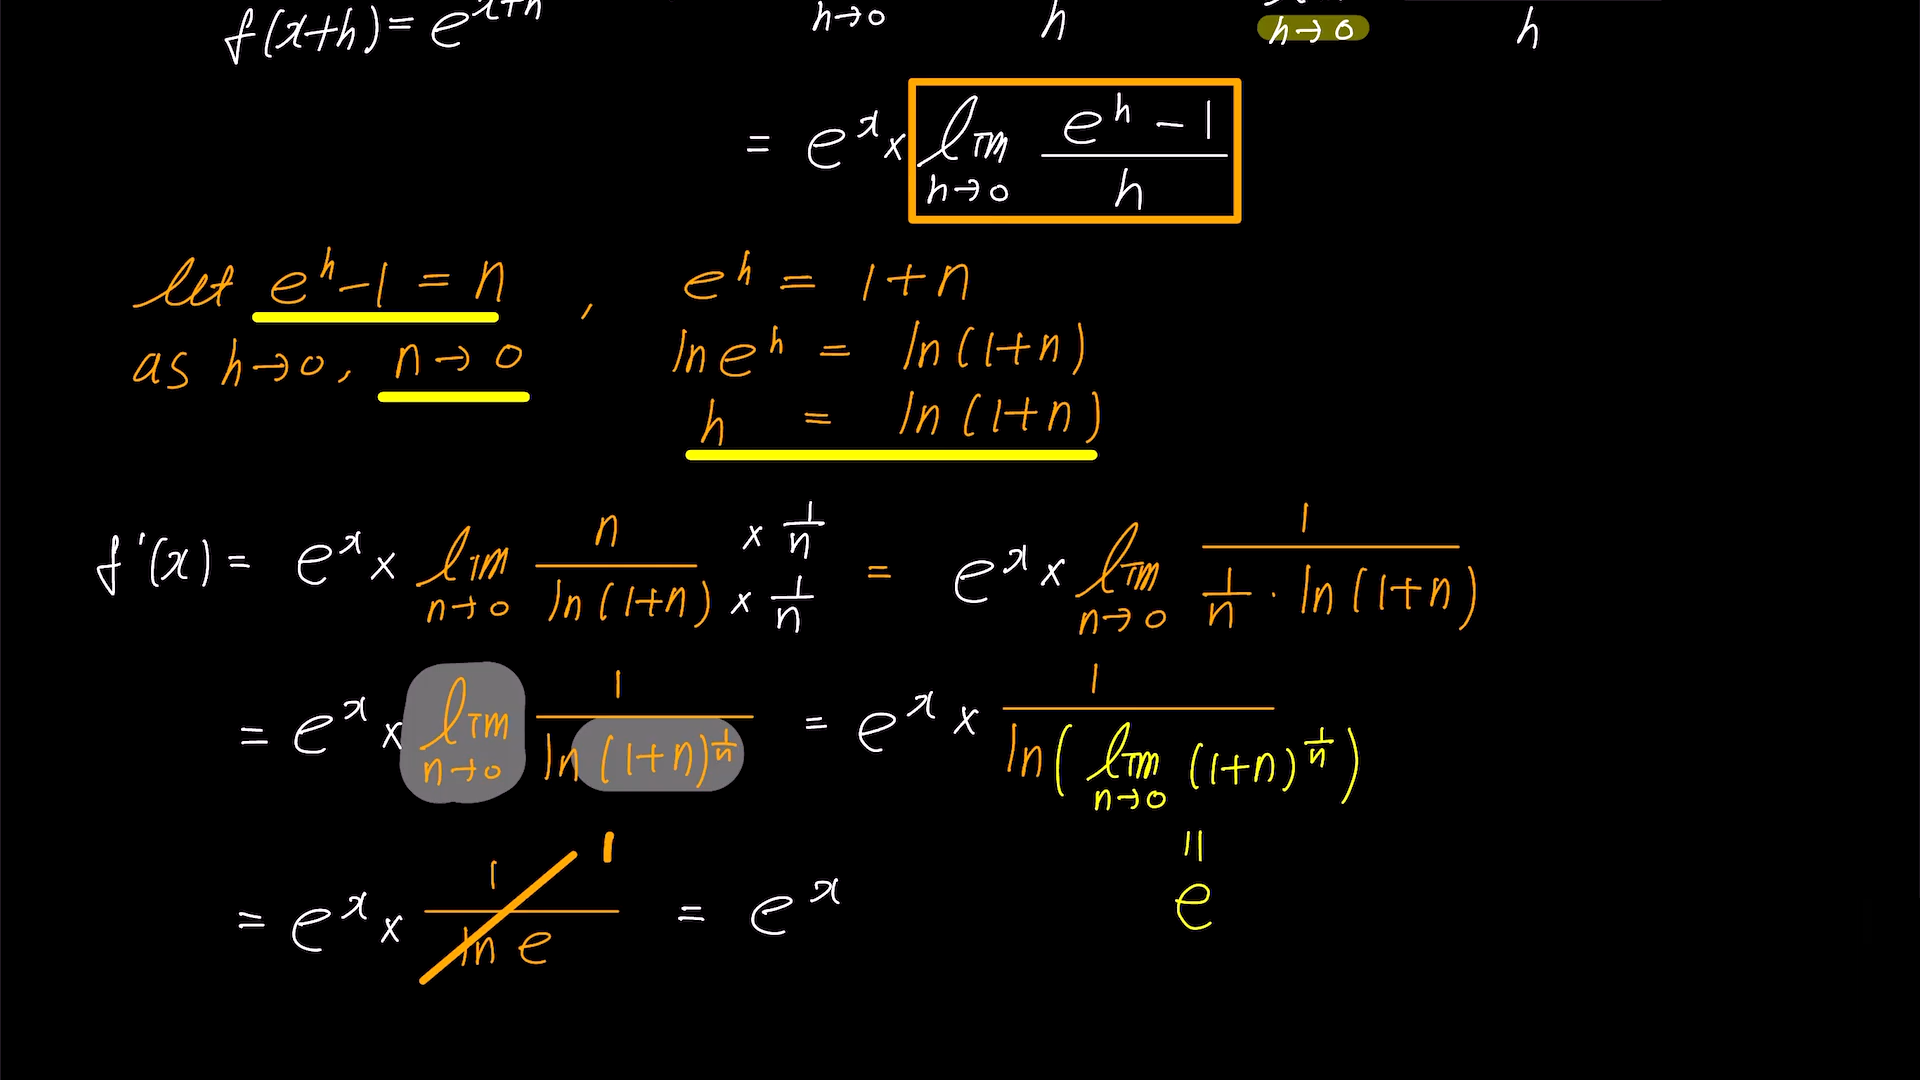 f(x+h) = e^{x+h} h→0 h h→0 h
= e^x × lim_{h→0} (e^h - 1)/h
let e^h - 1 = n , e^h = 1+n
as h→0, n→0 ln e^h = ln(1+n)
h = ln(1+n)
f'(x) = e^x × lim_{n→0} n/ln(1+n) × 1/n × 1/n = e^x × lim_{n→0} 1/(1/n · ln(1+n))
= e^x × lim_{n→0} 1/ln(1+n)^{1/n} = e^x × 1/ln(lim_{n→0} (1+n)^{1/n})
= e^x × 1/ln e 1 = e^x = e